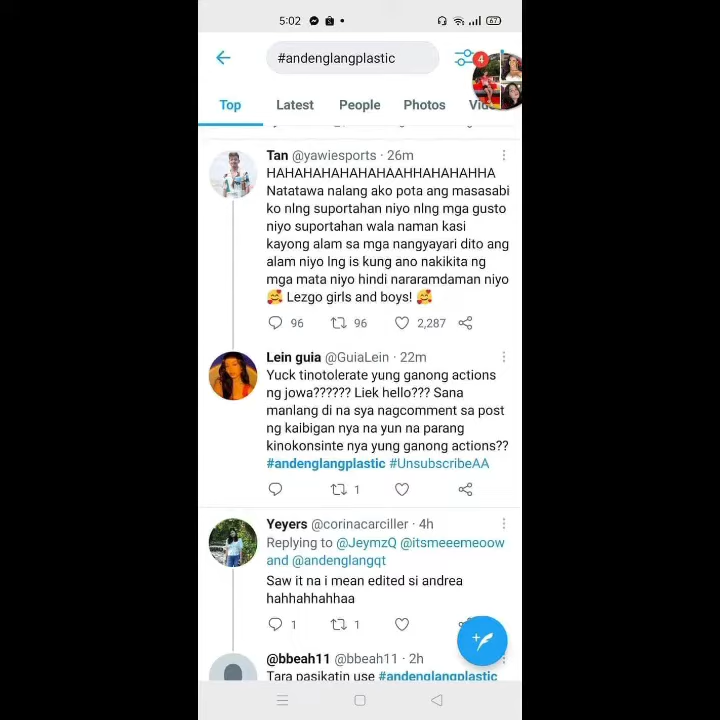 5:02
67
#andenglangplastic
4
Top Latest People Photos
Tan @yawiesports · 26m
HAHAHAHAHAHAHAAHHAHAHAHHA
Natatawa nalang ako pota ang masasabi
ko nlng suportahan niyo nlng mga gusto
niyo suportahan wala naman kasi
kayong alam sa mga nangyayari dito ang
alam niyo lng is kung ano nakikita ng
mga mata niyo hindi nararamdaman niyo
🥰 Lezgo girls and boys! 🥰
96 96 2,287
Lein guia @GuiaLein · 22m
Yuck tinotolerate yung ganong actions
ng jowa?????? Liek hello??? Sana
manlang di na sya nagcomment sa post
ng kaibigan nya na yun na parang
kinokonsinte nya yung ganong actions??
#andenglangplastic #UnsubscribeAA
1
Yeyers @corinacarciller · 4h
Replying to @JeymzQ @itsmeeemeoow
and @andenglangqt
Saw it na i mean edited si andrea
hahhahhahhaa
1 1
@bbeah11 @bbeah11 · 2h
Tara pasikatin use #andenglangplastic